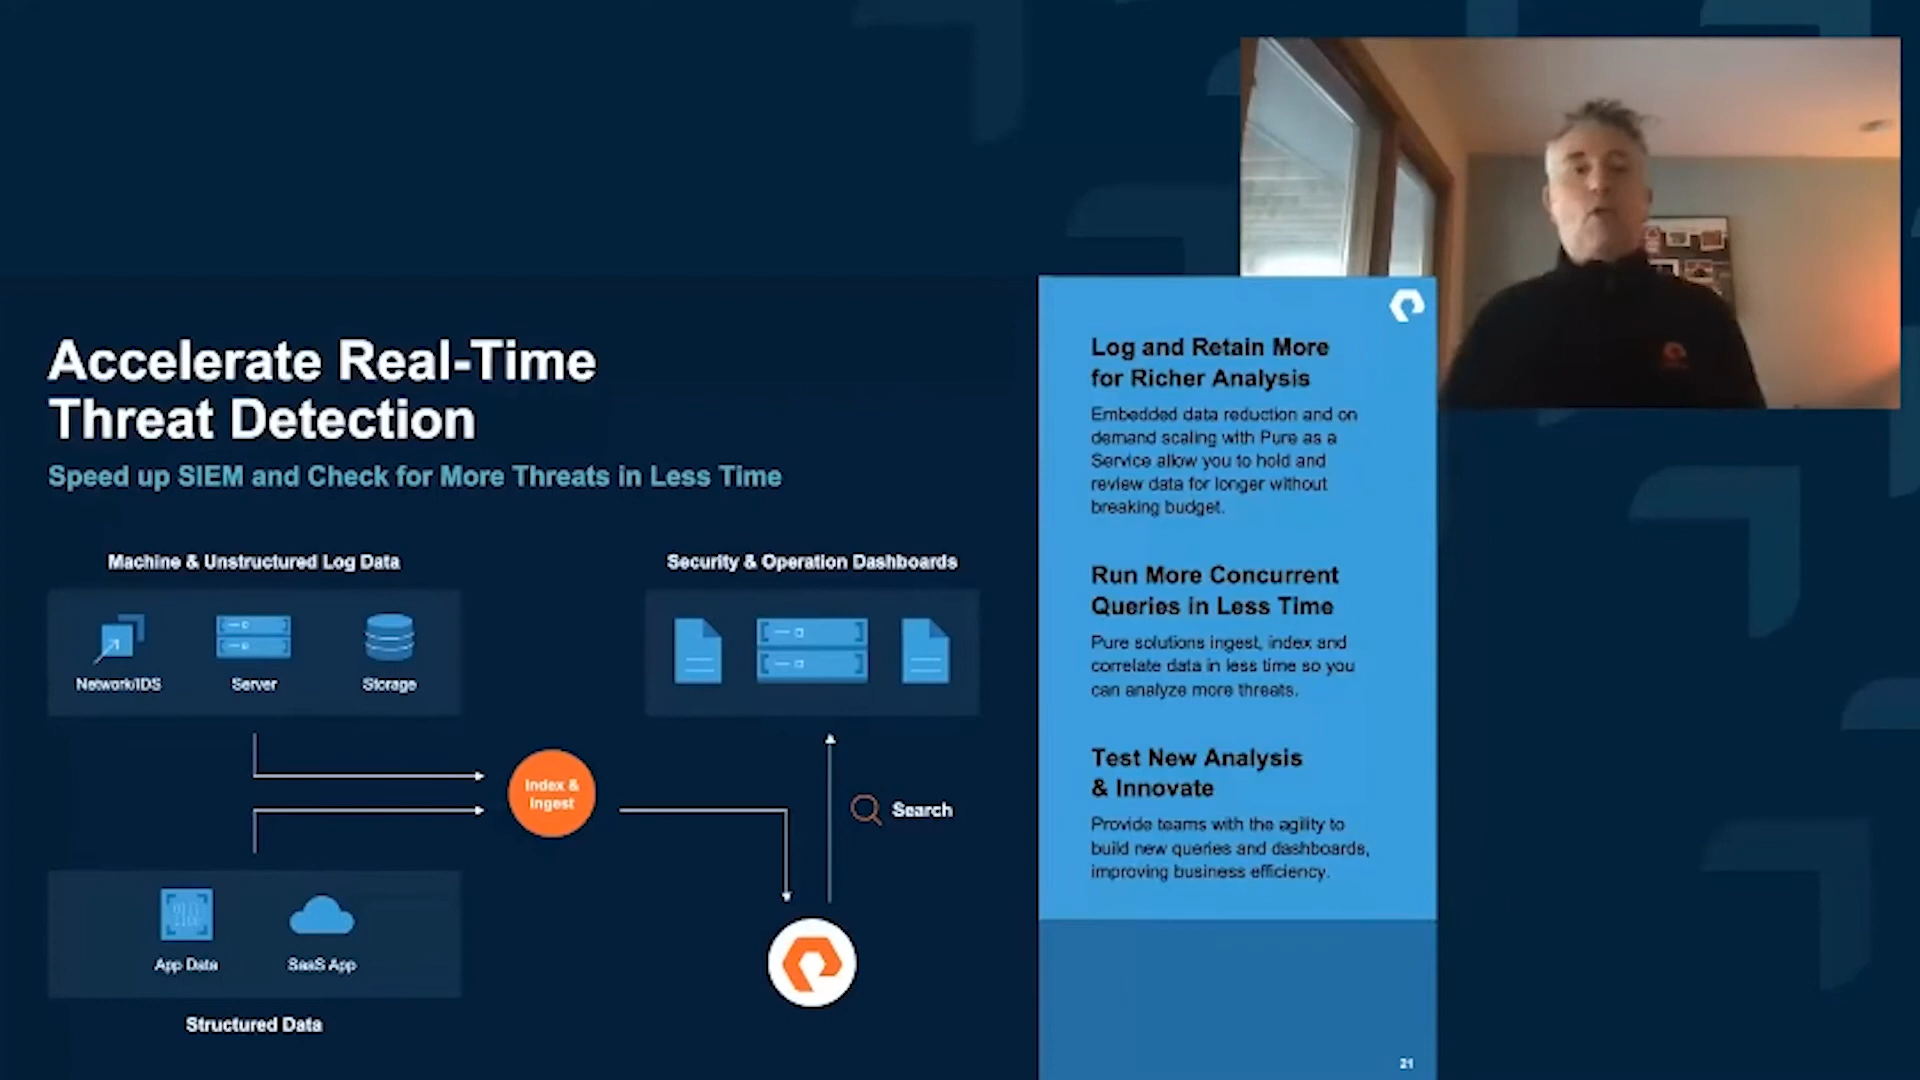 Accelerate Real-Time
Threat Detection
Speed up SIEM and Check for More Threats in Less Time
Machine & Unstructured Log Data
Network/IDS
Server
Storage
Security & Operation Dashboards
Index &
Ingest
Search
App Data
SaaS App
Structured Data
Log and Retain More
for Richer Analysis
Embedded data reduction and on
demand scaling with Pure as a
Service allow you to hold and
review data for longer without
breaking budget.
Run More Concurrent
Queries in Less Time
Pure solutions ingest, index and
correlate data in less time so you
can analyze more threats.
Test New Analysis
& Innovate
Provide teams with the agility to
build new queries and dashboards,
improving business efficiency.
21